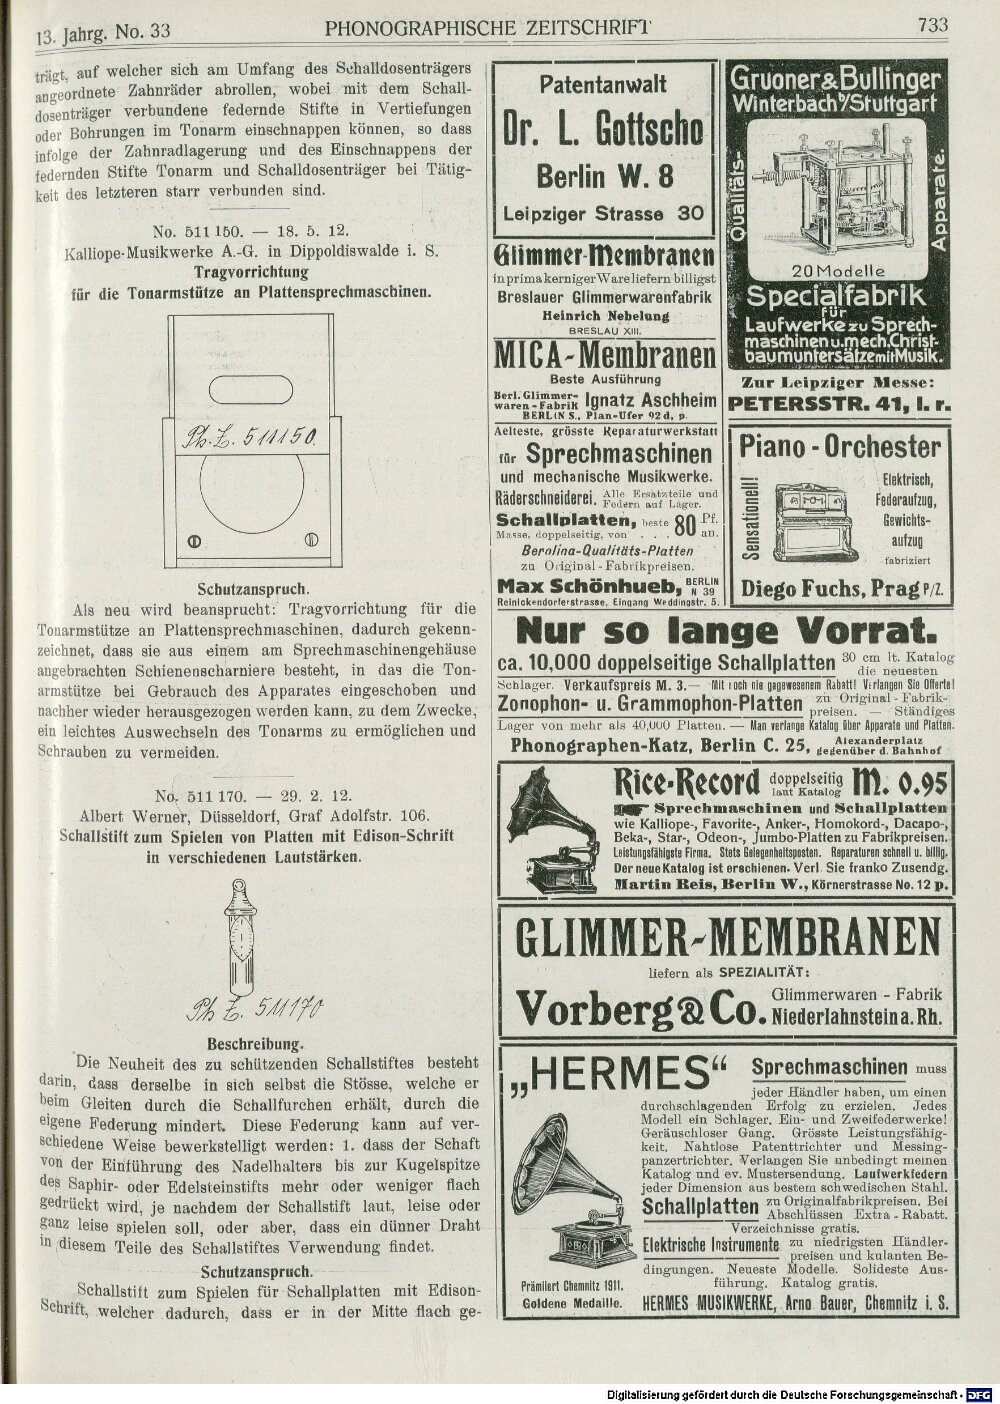 13. Jahrg. No. 33
PHONOGRAPHISCHE ZEITSCHRIFT
733
trägt, auf welcher sich am Umfang des Schalldosenträgers
angeordnete Zahnräder abrollen, wobei mit dem Schall-
dosenträger verbundene federnde Stifte in Vertiefungen
oder Bohrungen im Tonarm einschnappen können, so dass
infolge der Zahnradlagerung und des Einschnappens der
federnden Stifte Tonarm und Schalldosenträger bei Tätig-
keit des letzteren starr verbunden sind.
No. 511 150. — 18. 5. 12.
Kalliope-Musikwerke A.-G. in Dippoldiswalde i. S.
Tragvorrichtung
für die Tonarmstütze an Plattensprechmaschinen.
Ph. Z. 511150.
Schutzanspruch.
Als neu wird beansprucht: Tragvorrichtung für die
Tonarmstütze an Plattensprechmaschinen, dadurch gekenn-
zeichnet, dass sie aus einem am Sprechmaschinengehäuse
angebrachten Schienenscharniere besteht, in das die Ton-
armstütze bei Gebrauch des Apparates eingeschoben und
nachher wieder herausgezogen werden kann, zu dem Zwecke,
ein leichtes Auswechseln des Tonarms zu ermöglichen und
Schrauben zu vermeiden.
No. 511 170. — 29. 2. 12.
Albert Werner, Düsseldorf, Graf Adolfstr. 106.
Schallstift zum Spielen von Platten mit Edison-Schrift
in verschiedenen Lautstärken.
Ph Z. 511170
Beschreibung.
Die Neuheit des zu schützenden Schallstiftes besteht
darin, dass derselbe in sich selbst die Stösse, welche er
beim Gleiten durch die Schallfurchen erhält, durch die
eigene Federung mindert. Diese Federung kann auf ver-
schiedene Weise bewerkstelligt werden: 1. dass der Schaft
von der Einführung des Nadelhalters bis zur Kugelspitze
des Saphir- oder Edelsteinstifts mehr oder weniger flach
gedrückt wird, je nachdem der Schallstift laut, leise oder
ganz leise spielen soll, oder aber, dass ein dünner Draht
in diesem Teile des Schallstiftes Verwendung findet.
Schutzanspruch.
Schallstift zum Spielen für Schallplatten mit Edison-
Schrift, welcher dadurch, dass er in der Mitte flach ge-
Patentanwalt
Dr. L. Gottscho
Berlin W. 8
Leipziger Strasse 30
Glimmer-Membranen
in prima kerniger Ware liefern billigst
Breslauer Glimmerwarenfabrik
Heinrich Nebelung
BRESLAU XIII.
MICA-Membranen
Beste Ausführung
Berl. Glimmer-
waren-Fabrik Ignatz Aschheim
BERLIN S., Plan-Ufer 92 d, p.
Aelteste, grösste Reparaturwerkstatt
für Sprechmaschinen
und mechanische Musikwerke.
Räderschneiderei. Alle Ersatzteile und
Federn auf Lager.
Schallplatten, beste 80 Pf.
Masse, doppelseitig, von . . . an.
Berolina-Qualitäts-Platten
zu Original-Fabrikpreisen.
Max Schönhueb, BERLIN
N 39
Reinickendorferstrasse, Eingang Weddingstr. 5.
Gruoner & Bullinger
Winterbach b/Stuttgart
Qualitäts-
Apparate.
20 Modelle
Specialfabrik
für
Laufwerke zu Sprech-
maschinen u. mech. Christ-
baumuntersätze mit Musik.
Zur Leipziger Messe:
PETERSSTR. 41, I. r.
Piano-Orchester
Sensationell!
Elektrisch,
Federaufzug,
Gewichts-
aufzug
fabriziert
Diego Fuchs, Prag P/Z.
Nur so lange Vorrat.
ca. 10,000 doppelseitige Schallplatten 30 cm lt. Katalog
die neuesten
Schlager. Verkaufspreis M. 3.— Mit noch nie gewesenem Rabatt! Verlangen Sie Offerte!
Zonophon- u. Grammophon-Platten zu Original-Fabrik-
preisen. — Ständiges
Lager von mehr als 40,000 Platten. — Man verlange Katalog über Apparate und Platten.
Phonographen-Katz, Berlin C. 25, Alexanderplatz
gegenüber d. Bahnhof
Rice-Record doppelseitig
laut Katalog M. 0.95
Sprechmaschinen und Schallplatten
wie Kalliope-, Favorite-, Anker-, Homokord-, Dacapo-,
Beka-, Star-, Odeon-, Jumbo-Platten zu Fabrikpreisen.
Leistungsfähigste Firma. Stets Gelegenheitsposten. Reparaturen schnell u. billig.
Der neue Katalog ist erschienen. Verl. Sie franko Zusendg.
Martin Reis, Berlin W., Körnerstrasse No. 12 p.
GLIMMER-MEMBRANEN
liefern als SPEZIALITÄT:
Vorberg & Co. Glimmerwaren-Fabrik
Niederlahnstein a. Rh.
„HERMES“ Sprechmaschinen muss
jeder Händler haben, um einen
durchschlagenden Erfolg zu erzielen. Jedes
Modell ein Schlager. Ein- und Zweifederwerke!
Geräuschloser Gang. Grösste Leistungsfähig-
keit. Nahtlose Patenttrichter und Messing-
panzertrichter. Verlangen Sie unbedingt meinen
Katalog und ev. Mustersendung. Laufwerkfedern
jeder Dimension aus bestem schwedischen Stahl.
Schallplatten zu Originalfabrikpreisen. Bei
Abschlüssen Extra-Rabatt.
Verzeichnisse gratis.
Elektrische Instrumente zu niedrigsten Händler-
preisen und kulanten Be-
dingungen. Neueste Modelle. Solideste Aus-
führung. Katalog gratis.
Prämiiert Chemnitz 1911.
Goldene Medaille.
HERMES MUSIKWERKE, Arno Bauer, Chemnitz i. S.
Digitalisierung gefördert durch die Deutsche Forschungsgemeinschaft - DFG